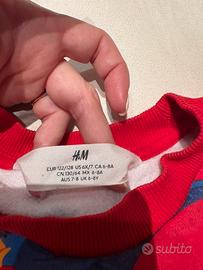 H&M
EUR 122/128 US 6X/7 CA 6-8A
CN 130/64 MX 6-8A
AUS 7-8 UK 6-8Y
subito